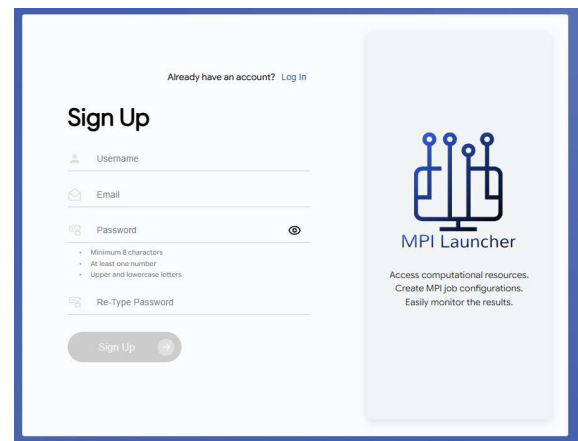 Already have an account? Log In
Sign Up
Username
Email
Password
Minimum 8 characters
At least one number
Upper and lowercase letters
Re-Type Password
Sign Up
MPI Launcher
Access computational resources.
Create MPI job configurations.
Easily monitor the results.